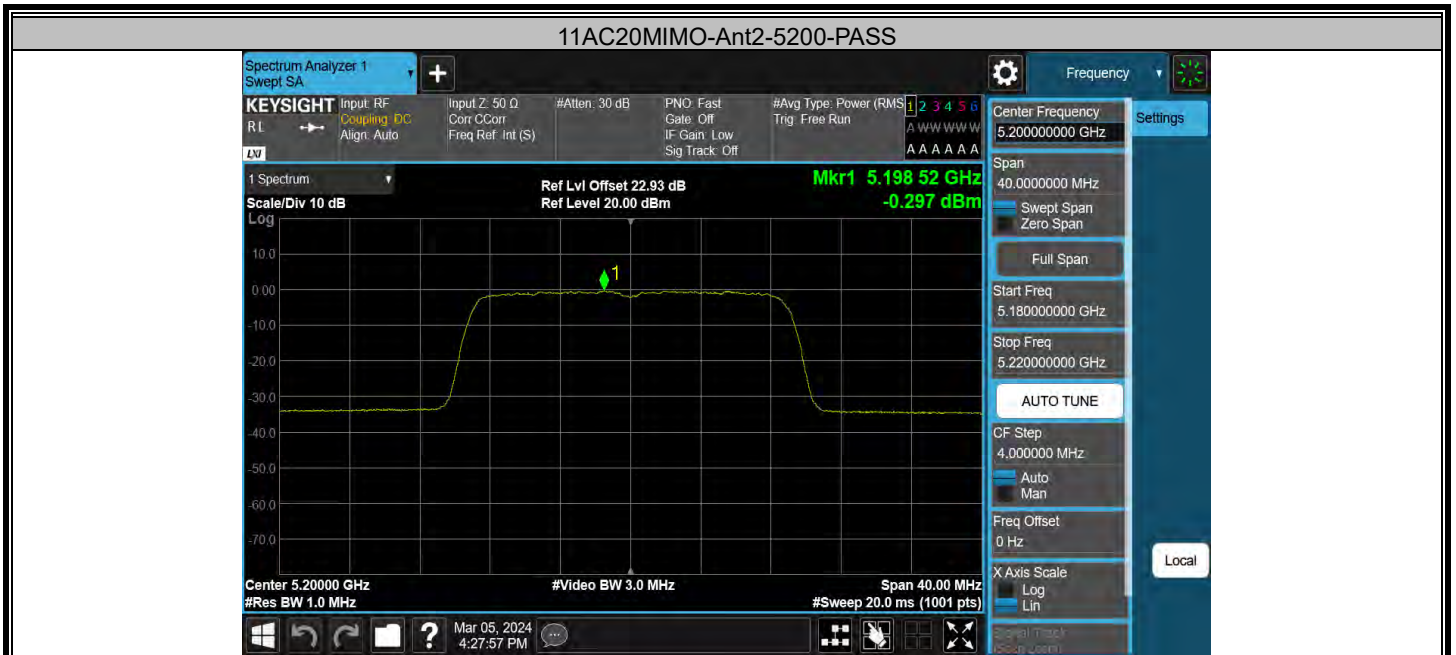 11AC20MIMO-Ant2-5200-PASS
Spectrum Analyzer 1
Swept SA
+
Frequency
KEYSIGHT
RL
LXI
Input: RF
Coupling: DC
Align: Auto
Input Z: 50 Ω
Corr CCorr
Freq Ref: Int (S)
#Atten: 30 dB
PNO: Fast
Gate: Off
IF Gain: Low
Sig Track: Off
#Avg Type: Power (RMS
Trig: Free Run
1 2 3 4 5 6
A W W W W W
A A A A A A
Center Frequency
5.200000000 GHz
Settings
Span
40.0000000 MHz
Swept Span
Zero Span
Full Span
Start Freq
5.180000000 GHz
Stop Freq
5.220000000 GHz
AUTO TUNE
CF Step
4.000000 MHz
Auto
Man
Freq Offset
0 Hz
X Axis Scale
Log
Lin
Local
1 Spectrum
Scale/Div 10 dB
Log
Ref Lvl Offset 22.93 dB
Ref Level 20.00 dBm
Mkr1 5.198 52 GHz
-0.297 dBm
1
10.0
0.00
-10.0
-20.0
-30.0
-40.0
-50.0
-60.0
-70.0
Center 5.20000 GHz
#Res BW 1.0 MHz
#Video BW 3.0 MHz
Span 40.00 MHz
#Sweep 20.0 ms (1001 pts)
?
Mar 05, 2024
4:27:57 PM